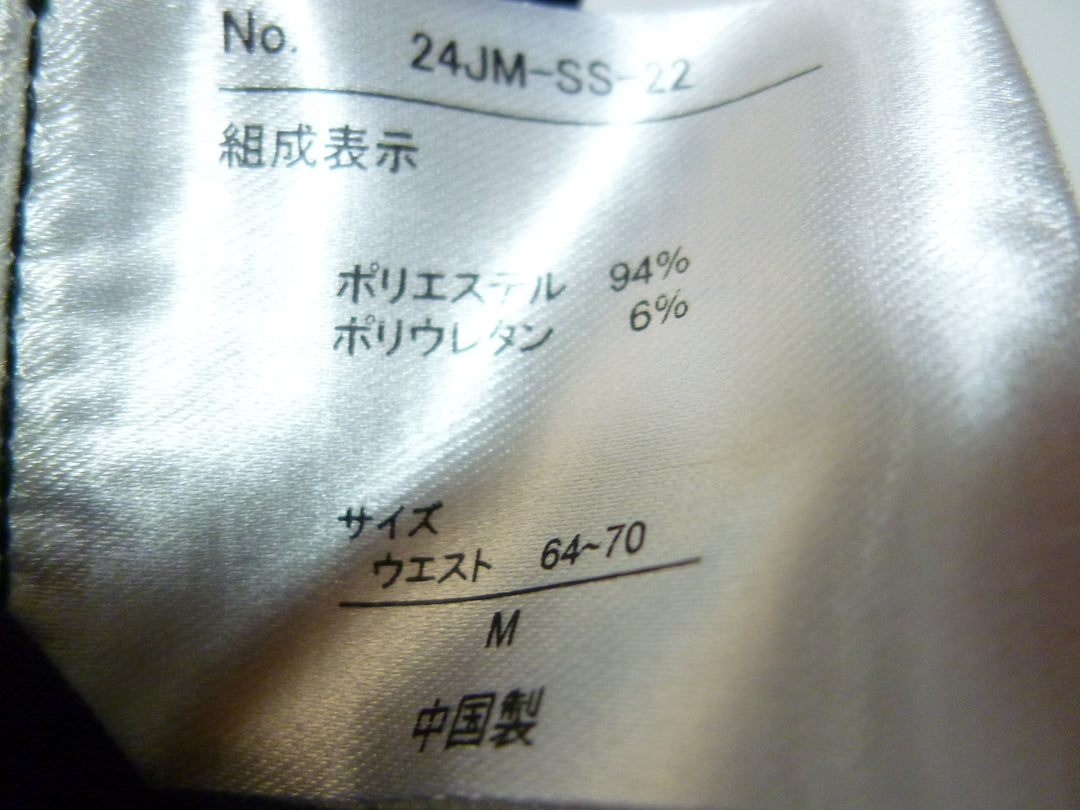 No. 24JM-SS-22
組成表示
ポリエステル 94%
ポリウレタン 6%
サイズ
ウエスト 64~70
M
中国製